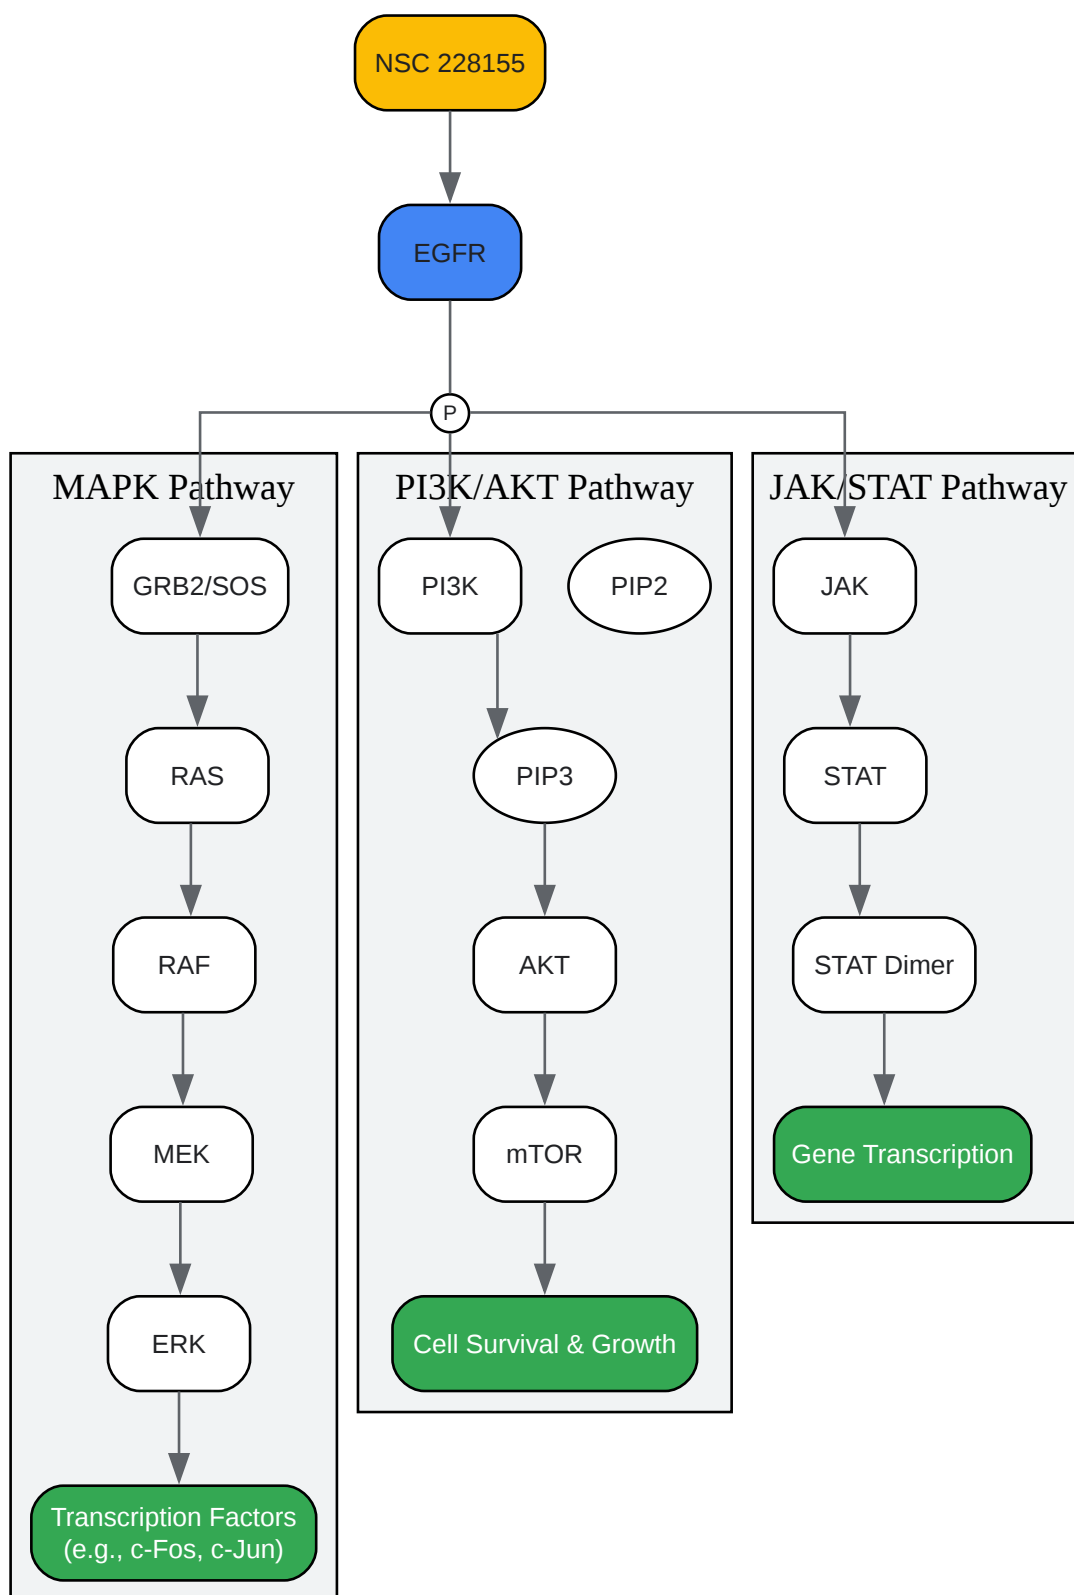 NSC 228155
EGFR
P
MAPK Pathway
GRB2/SOS
RAS
RAF
MEK
ERK
Transcription Factors
(e.g., c-Fos, c-Jun)
PI3K/AKT Pathway
PI3K
PIP2
PIP3
AKT
mTOR
Cell Survival & Growth
JAK/STAT Pathway
JAK
STAT
STAT Dimer
Gene Transcription